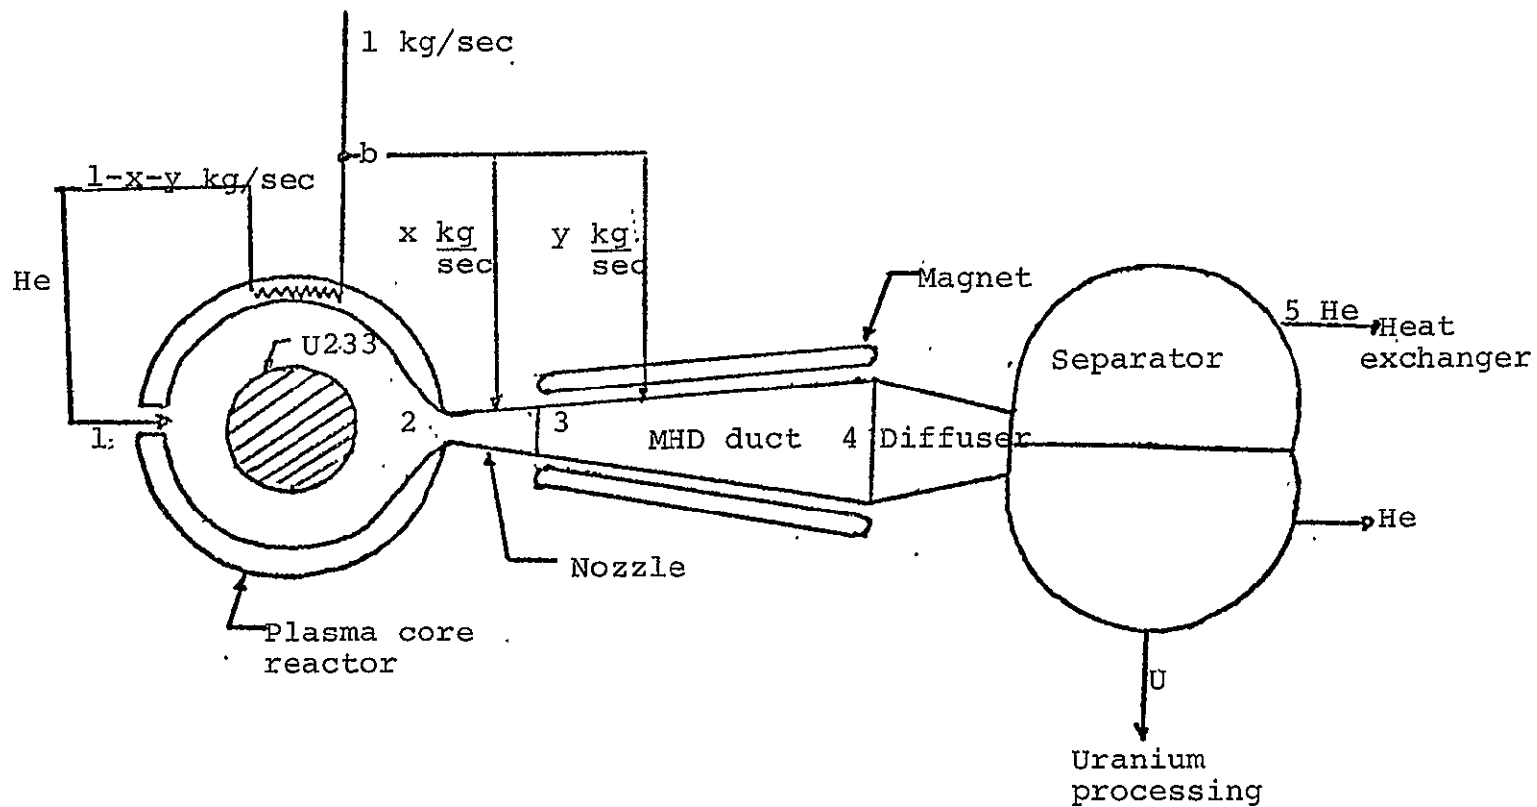 1 kg/sec
b
1-x-y kg/sec
x kg
sec
y kg
sec
He
Magnet
U233
5 He
Heat
exchanger
Separator
2
3
1
MHD duct
4
Diffuser
He
Nozzle
Plasma core
reactor
U
Uranium
processing